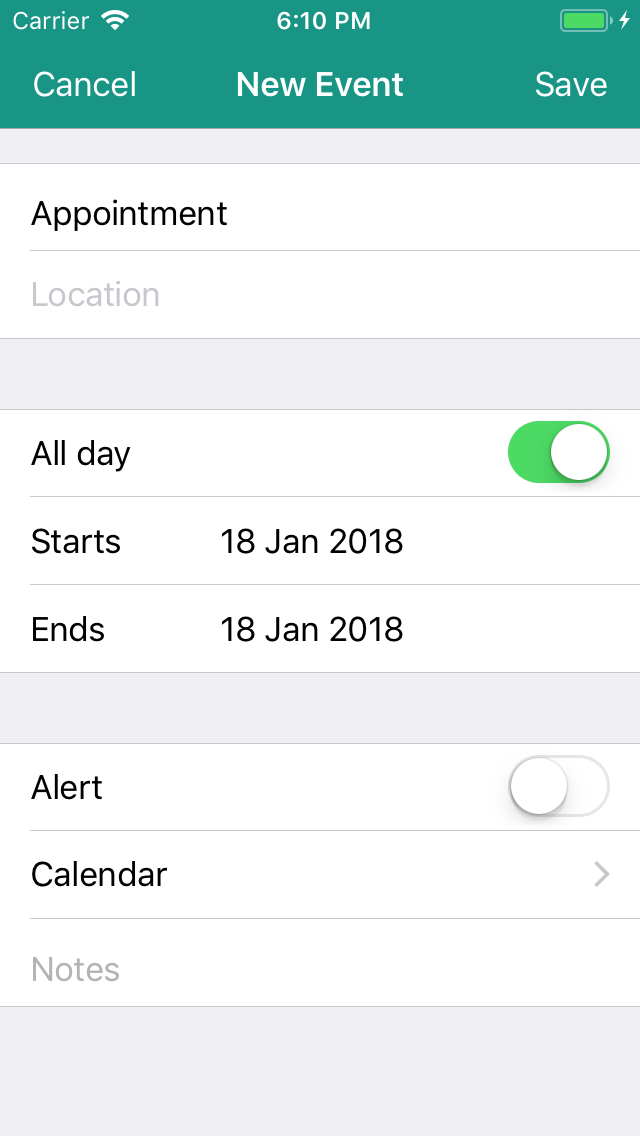 Carrier 6:10 PM
Cancel New Event Save
Appointment
Location
All day
Starts 18 Jan 2018
Ends 18 Jan 2018
Alert
Calendar
Notes